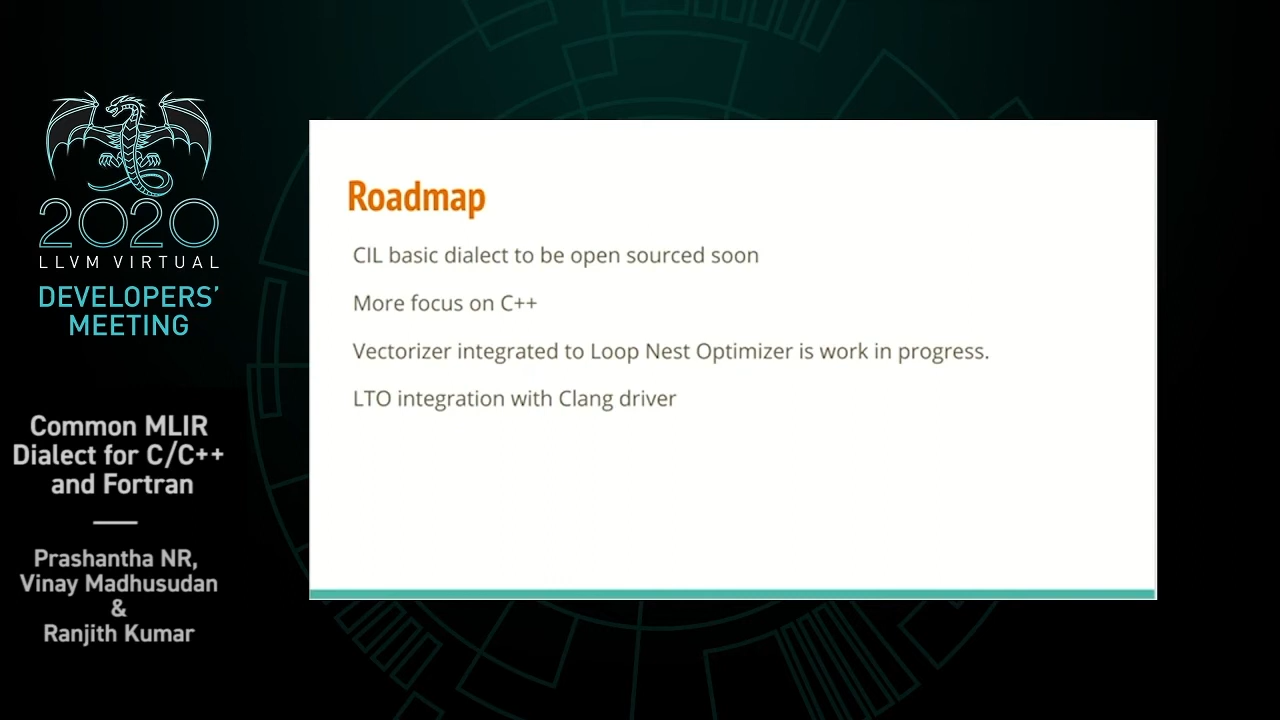 2020
LLVM VIRTUAL
DEVELOPERS'
MEETING
Common MLIR
Dialect for C/C++
and Fortran
Prashantha NR,
Vinay Madhusudan
&
Ranjith Kumar
Roadmap
CIL basic dialect to be open sourced soon
More focus on C++
Vectorizer integrated to Loop Nest Optimizer is work in progress.
LTO integration with Clang driver